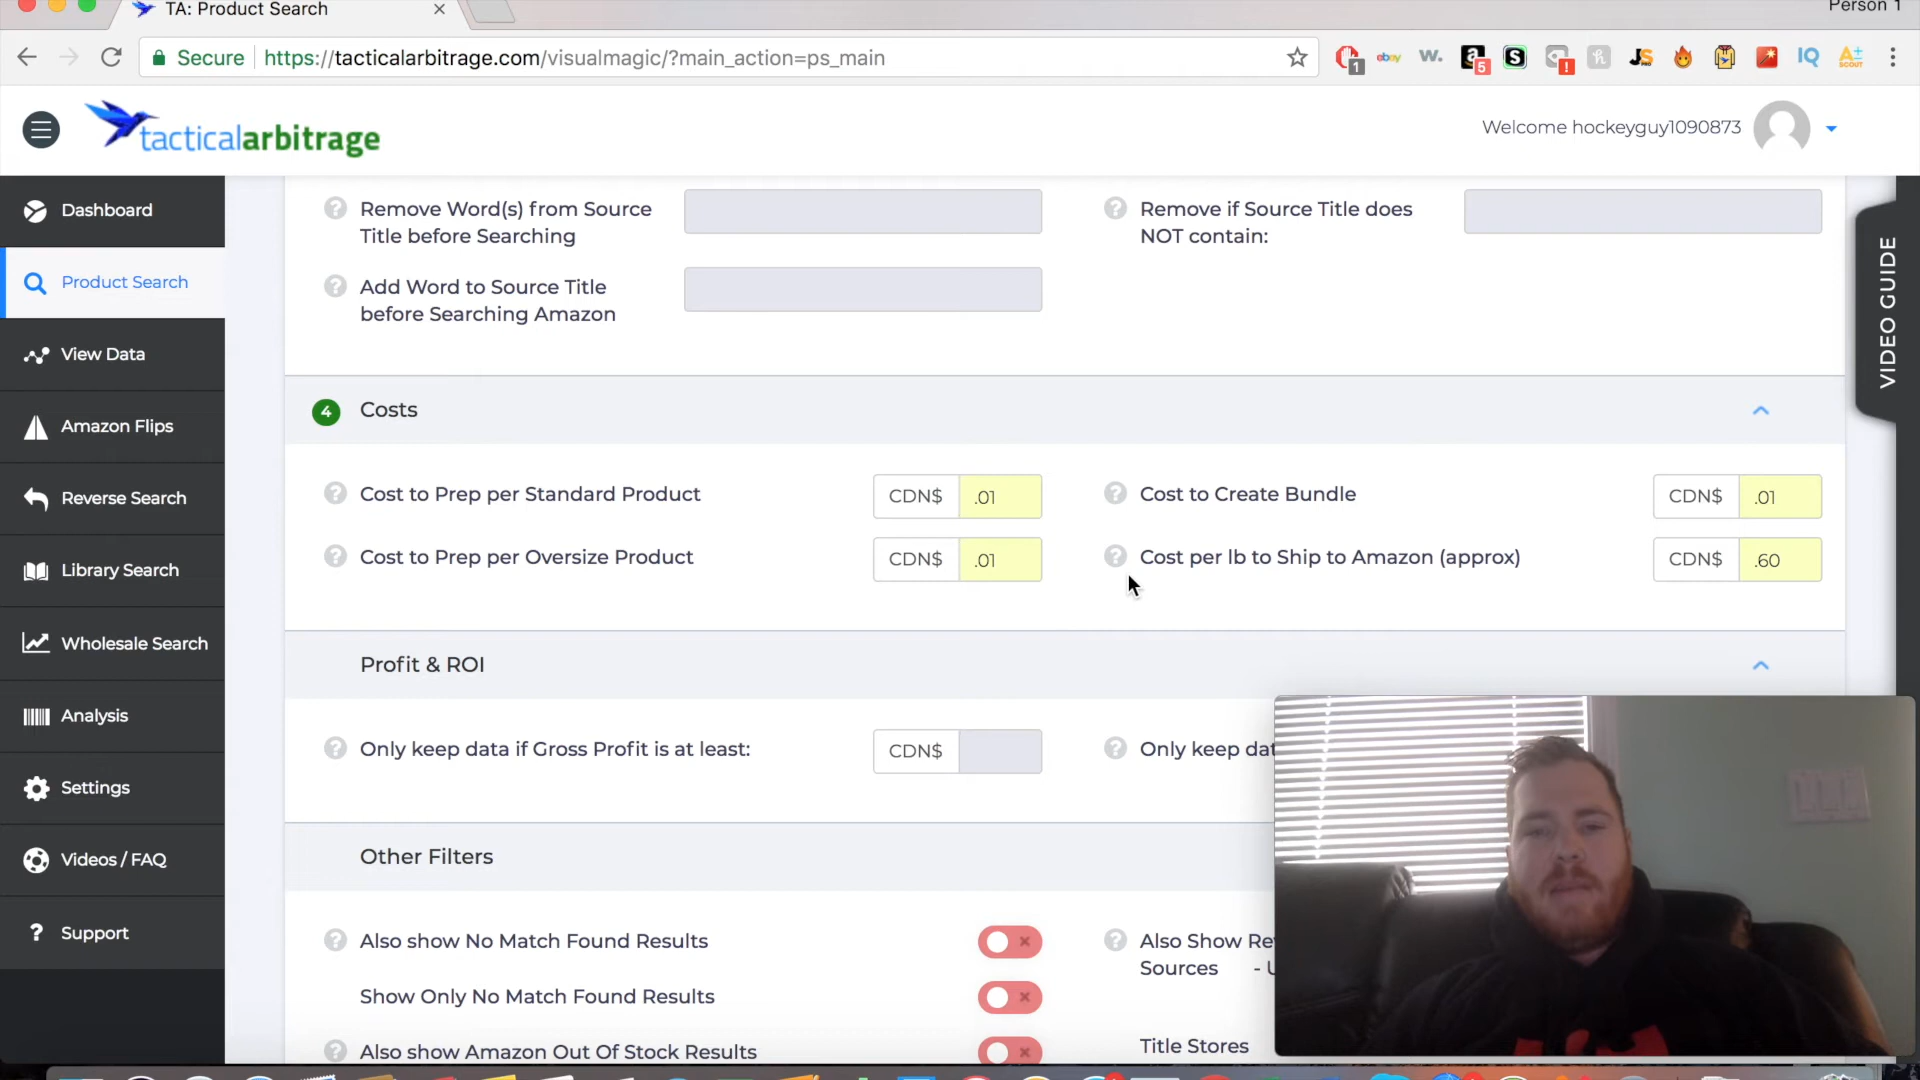 TA: Product Search
Person 1
Secure
https://tacticalarbitrage.com/visualmagic/?main_action=ps_main
1
ebay
W.
a
5
S
!
h
JS
IQ
A+
SCOUT
tacticalarbitrage
Welcome hockeyguy1090873
Dashboard
Product Search
View Data
Amazon Flips
Reverse Search
Library Search
Wholesale Search
Analysis
Settings
Videos / FAQ
? Support
VIDEO GUIDE
? Remove Word(s) from Source
Title before Searching
? Remove if Source Title does
NOT contain:
? Add Word to Source Title
before Searching Amazon
4 Costs
? Cost to Prep per Standard Product CDN$ .01
? Cost to Create Bundle CDN$ .01
? Cost to Prep per Oversize Product CDN$ .01
? Cost per lb to Ship to Amazon (approx) CDN$ .60
Profit & ROI
? Only keep data if Gross Profit is at least: CDN$
? Only keep dat
Other Filters
? Also show No Match Found Results
? Also Show Re
Sources - U
Show Only No Match Found Results
? Also show Amazon Out Of Stock Results
Title Stores